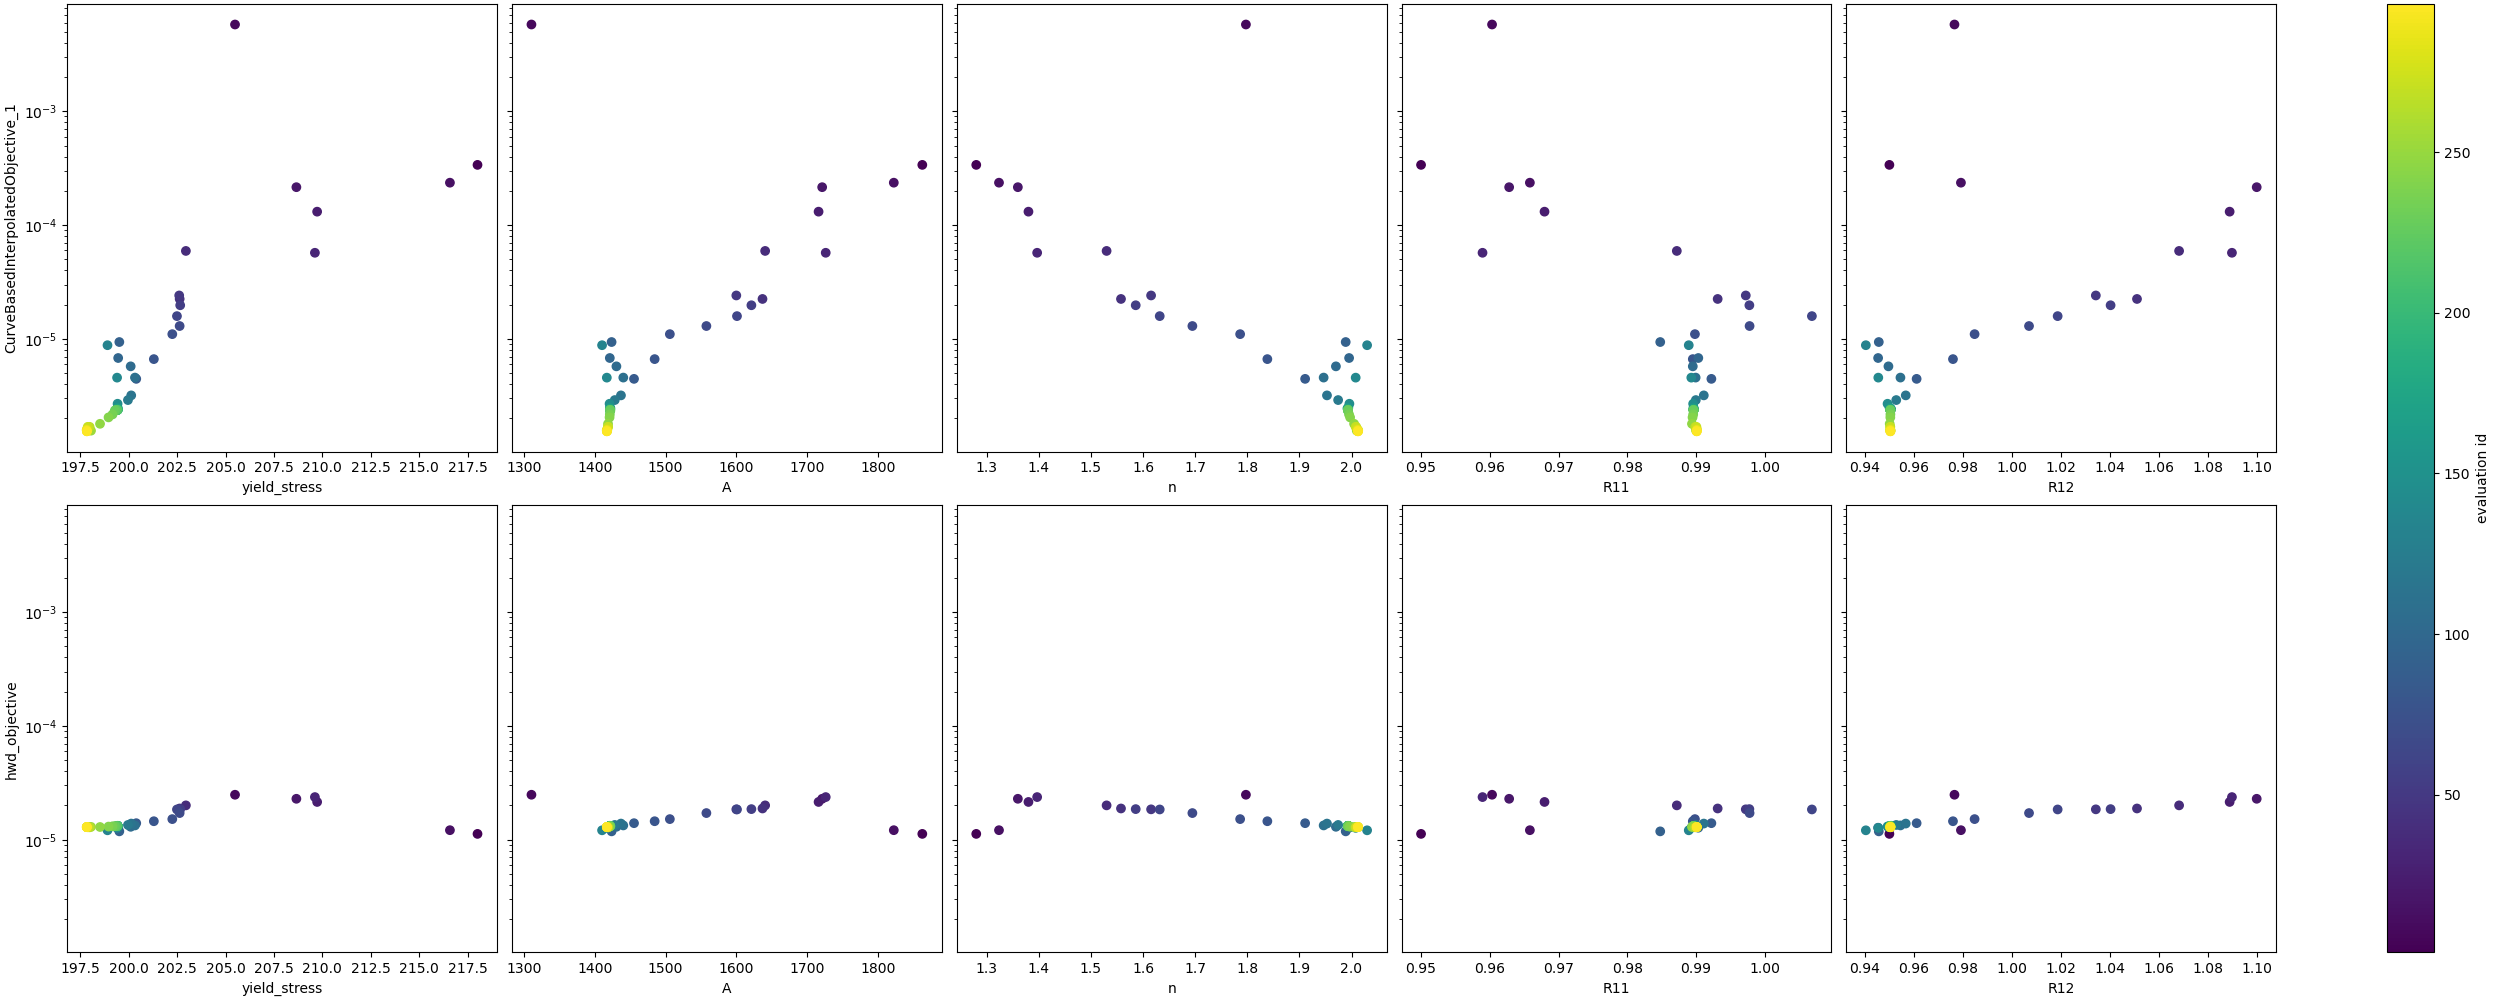 CurveBasedInterpolatedObjective_1
10⁻³
10⁻⁴
10⁻⁵
197.5 200.0 202.5 205.0 207.5 210.0 212.5 215.0 217.5
yield_stress
1300 1400 1500 1600 1700 1800
A
1.3 1.4 1.5 1.6 1.7 1.8 1.9 2.0
n
0.95 0.96 0.97 0.98 0.99 1.00
R11
0.94 0.96 0.98 1.00 1.02 1.04 1.06 1.08 1.10
R12
hwd_objective
10⁻³
10⁻⁴
10⁻⁵
197.5 200.0 202.5 205.0 207.5 210.0 212.5 215.0 217.5
yield_stress
1300 1400 1500 1600 1700 1800
A
1.3 1.4 1.5 1.6 1.7 1.8 1.9 2.0
n
0.95 0.96 0.97 0.98 0.99 1.00
R11
0.94 0.96 0.98 1.00 1.02 1.04 1.06 1.08 1.10
R12
250
200
150
100
50
evaluation id